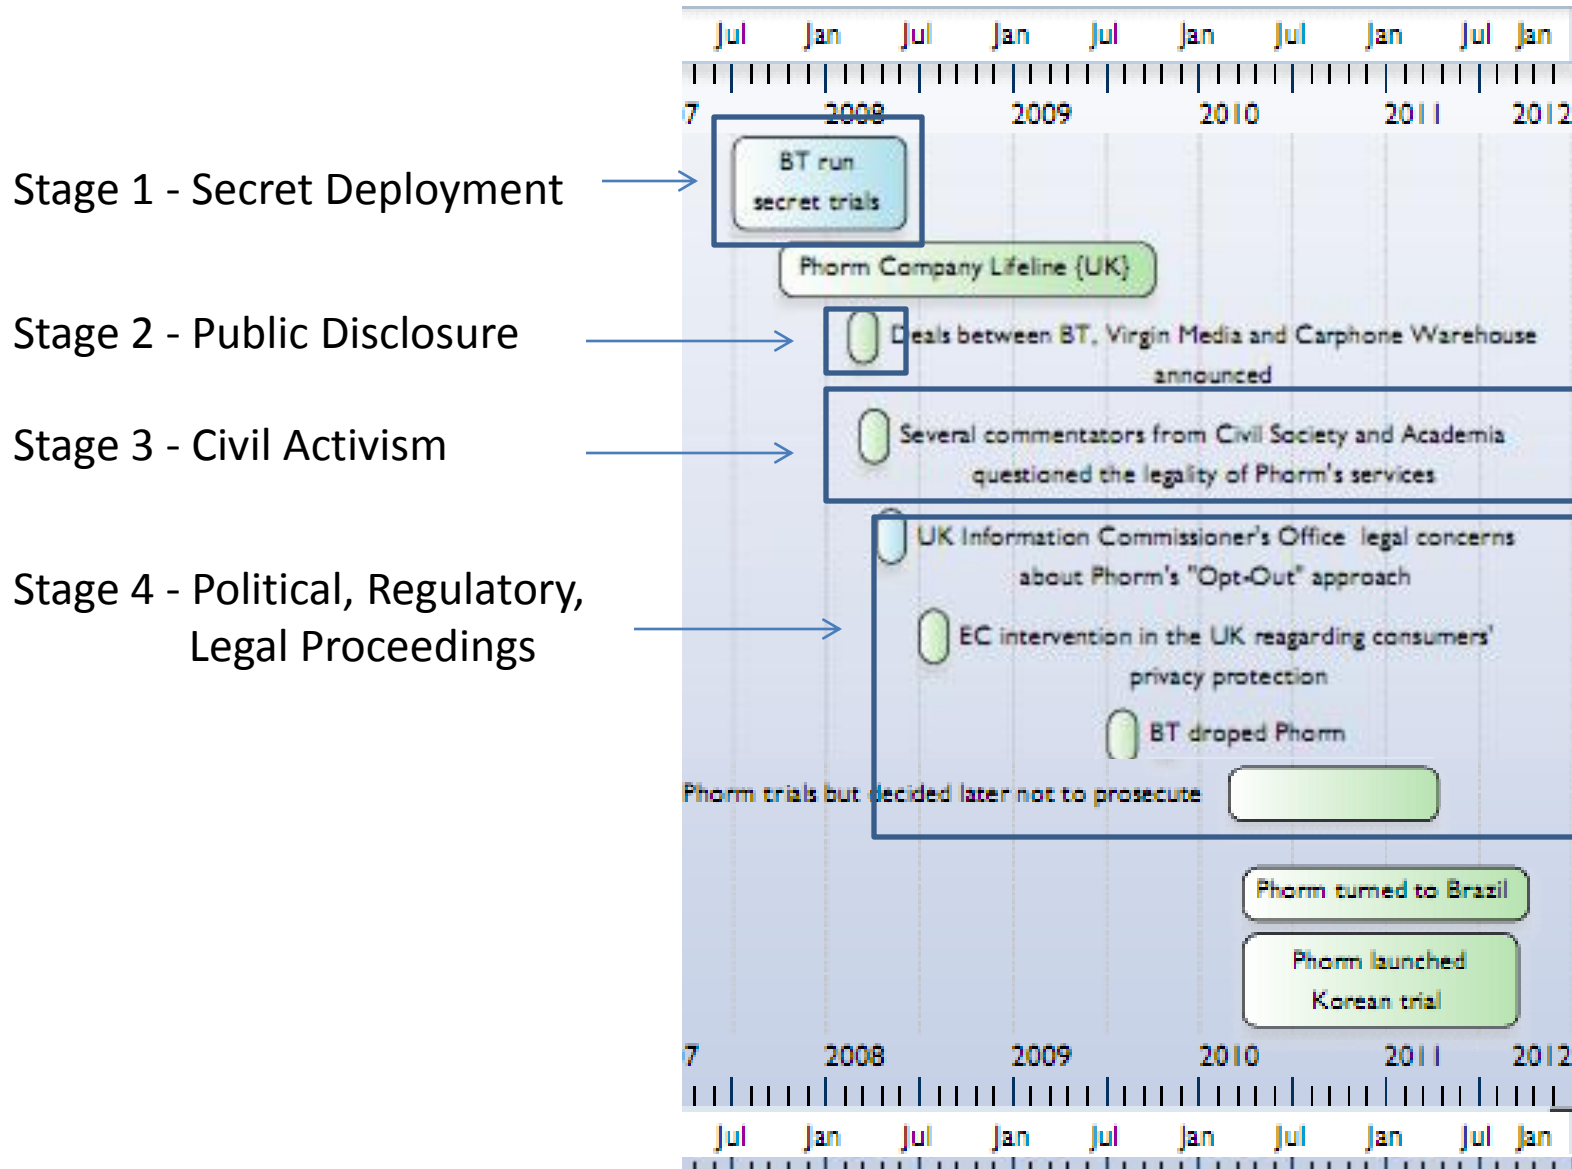 Jul Jan Jul Jan Jul Jan Jul Jan Jul Jan
7 2008 2009 2010 2011 2012
Stage 1 - Secret Deployment
BT run
secret trials
Phorm Company Lifeline {UK}
Stage 2 - Public Disclosure
Deals between BT, Virgin Media and Carphone Warehouse
announced
Stage 3 - Civil Activism
Several commentators from Civil Society and Academia
questioned the legality of Phorm's services
UK Information Commissioner's Office legal concerns
about Phorm's "Opt-Out" approach
Stage 4 - Political, Regulatory,
Legal Proceedings
EC intervention in the UK reagarding consumers'
privacy protection
BT droped Phorm
Phorm trials but decided later not to prosecute
Phorm turned to Brazil
Phorm launched
Korean trial
7 2008 2009 2010 2011 2012
Jul Jan Jul Jan Jul Jan Jul Jan Jul Jan